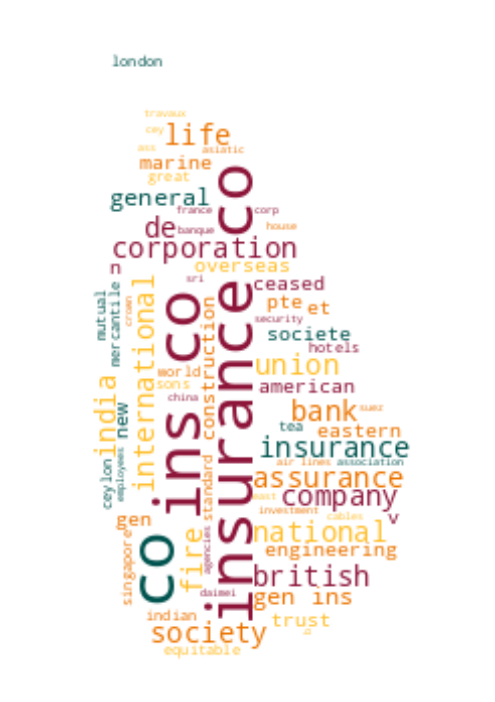 london
travaux
cey
life
ass
asiatic
marine
great
general
france
corp
co
de
banque
house
corporation
n
overseas
sri
ceased
mutual
mercantile
crown
international
ins co
construction
insurance
pte
et
security
societe
hotels
world
sons
union
american
china
india
new
bank
suez
tea
eastern
insurance
air lines
association
ceylon
employees
standard
assurance
east
company
investment
cables
v
gen
singapore
co
fire
agencies
national
engineering
daimei
british
gen ins
indian
society
trust
equitable